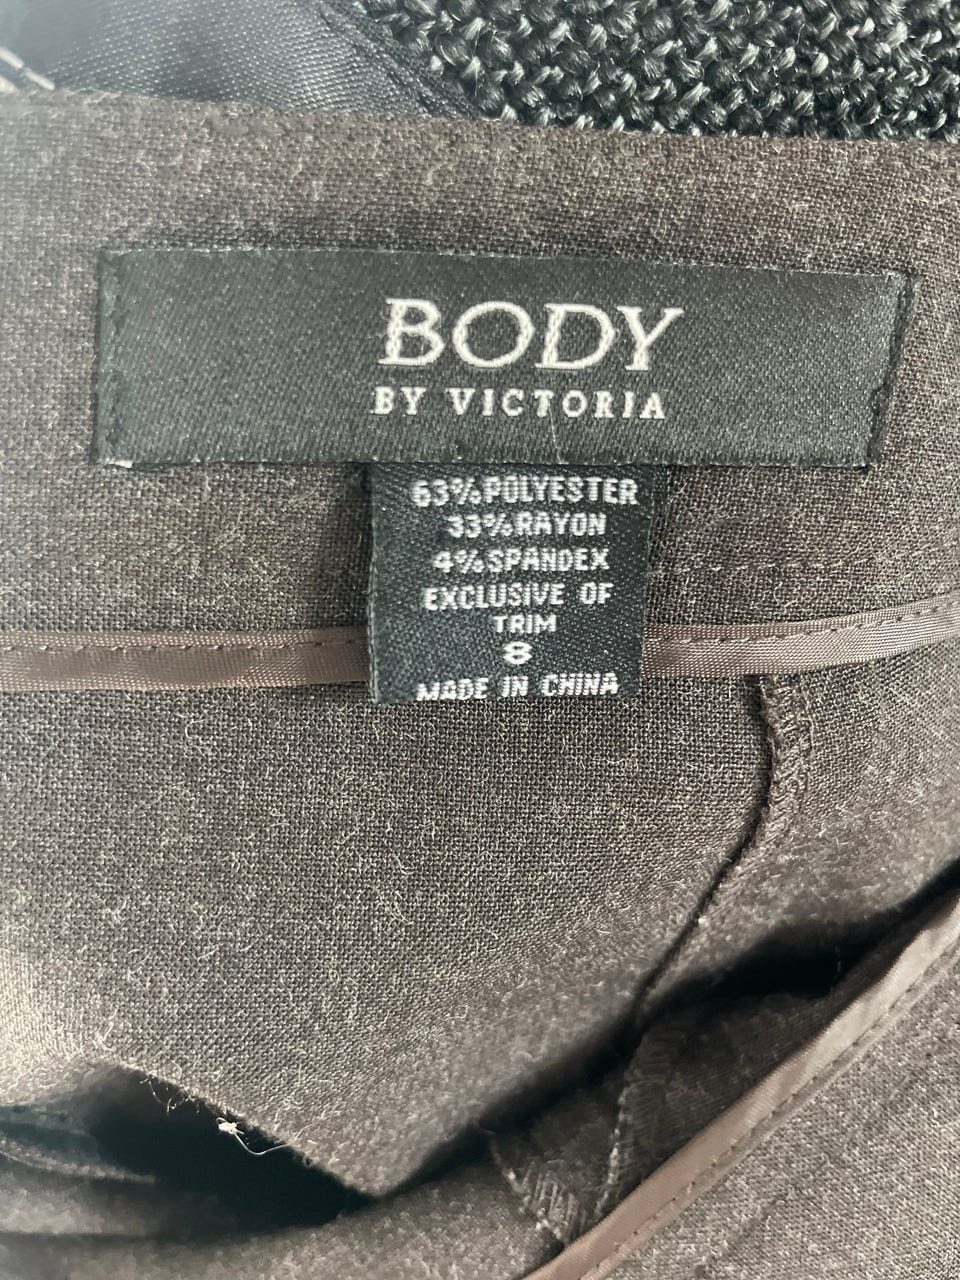 BODY
BY VICTORIA
63%POLYESTER
33%RAYON
4%SPANDEX
EXCLUSIVE OF
TRIM
8
MADE IN CHINA